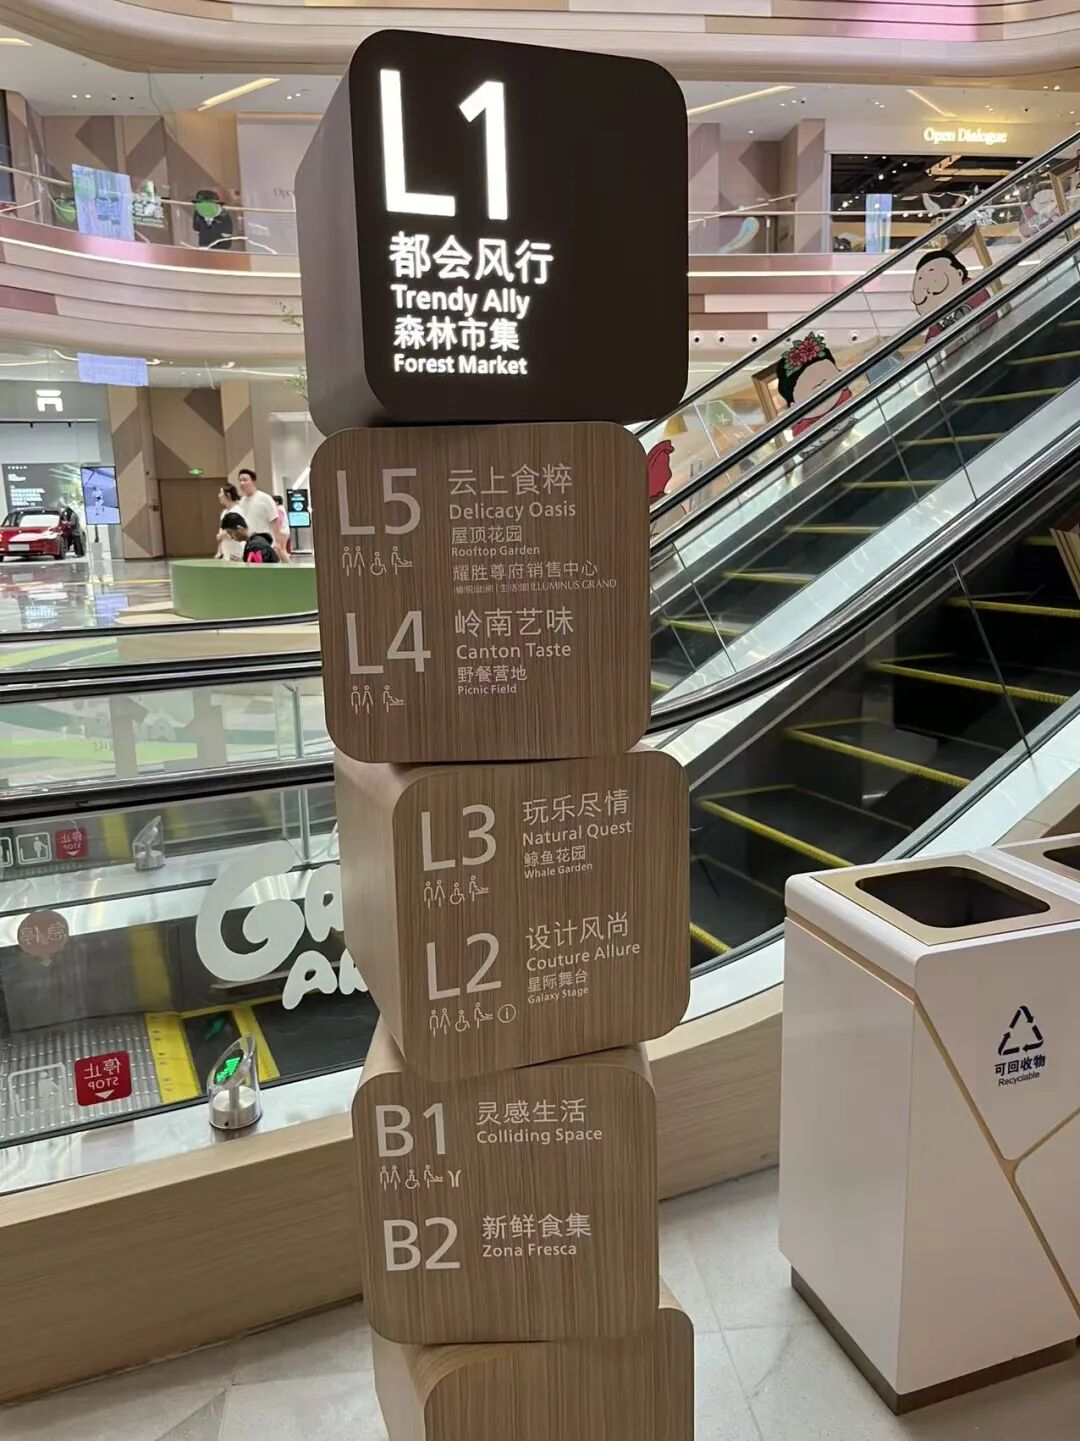 L1
都会风行
Trendy Ally
森林市集
Forest Market
L5
云上食粹
Delicacy Oasis
屋顶花园
Rooftop Garden
耀胜尊府销售中心
ILLUMINUS GRAND
L4
岭南艺味
Canton Taste
野餐营地
Picnic Field
L3
玩乐尽情
Natural Quest
鲸鱼花园
Whale Garden
L2
设计风尚
Couture Allure
星际舞台
Galaxy Stage
B1
灵感生活
Colliding Space
B2
新鲜食集
Zona Fresca
Open Dialogue
可回收物
Recyclable
停止
STOP
急停